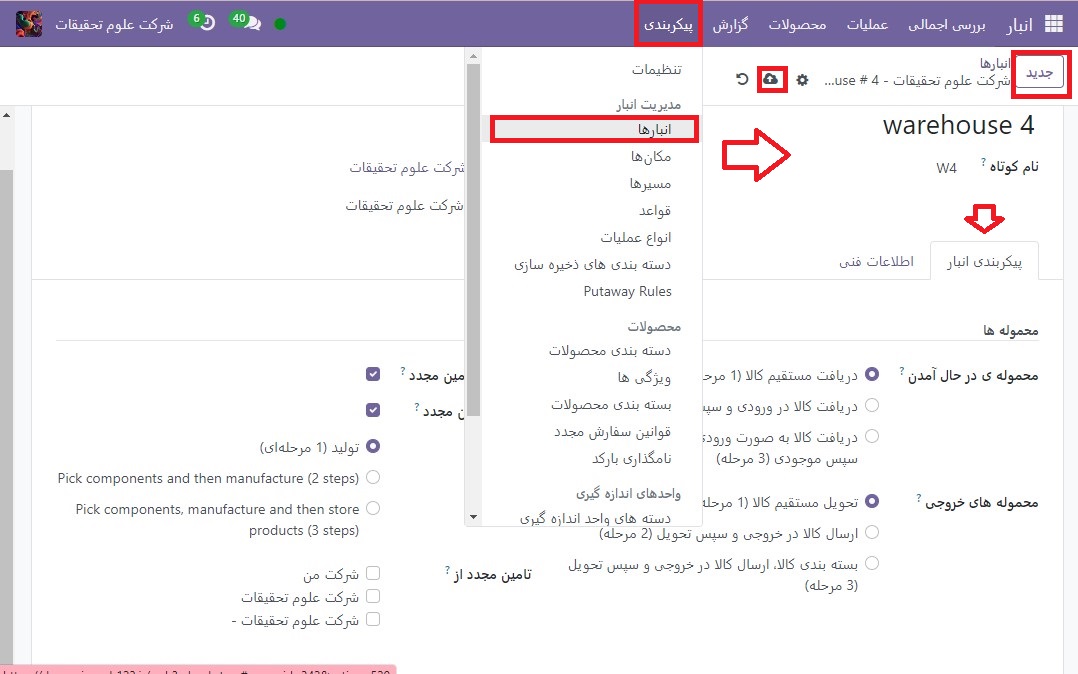 انبار
بررسی اجمالی
عملیات
محصولات
گزارش
پیکربندی
40
6
شرکت علوم تحقیقات
جدید
انبارها
شرکت علوم تحقیقات - use # 4...
warehouse 4
نام کوتاه ?
W4
شرکت علوم تحقیقات
شرکت علوم تحقیقات
پیکربندی انبار
اطلاعات فنی
تنظیمات
مدیریت انبار
انبارها
مکان‌ها
مسیرها
قواعد
انواع عملیات
دسته بندی های ذخیره سازی
Putaway Rules
محصولات
دسته بندی محصولات
ویژگی ها
بسته بندی محصولات
قوانین سفارش مجدد
نامگذاری بارکد
واحدهای اندازه گیری
دسته های واحد اندازه گیری
محموله ها
محموله ی در حال آمدن ?
دریافت مستقیم کالا (1
دریافت کالا در ورودی و
دریافت کالا به صورت
سپس موجودی (3 مرحله)
محموله های خروجی ?
تحویل مستقیم کالا (1 مرحله
ارسال کالا در خروجی و سپس تحویل (2 مرحله)
بسته بندی کالا، ارسال کالا در خروجی و سپس تحویل
(3 مرحله)
مجدد ?
مجدد ?
تولید (1 مرحله‌ای)
Pick components and then manufacture (2 steps)
Pick components, manufacture and then store
products (3 steps)
تامین مجدد از ?
شرکت من
شرکت علوم تحقیقات
شرکت علوم تحقیقات -